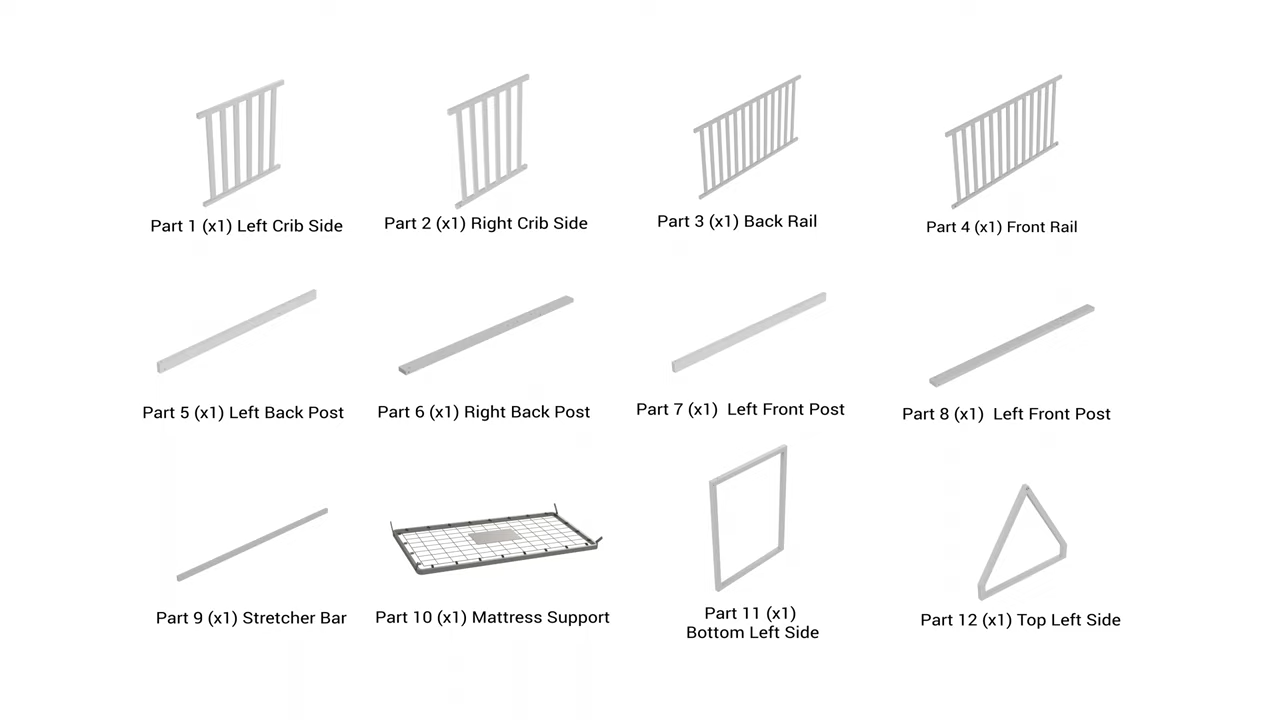 Part 1 (x1) Left Crib Side
Part 2 (x1) Right Crib Side
Part 3 (x1) Back Rail
Part 4 (x1) Front Rail
Part 5 (x1) Left Back Post
Part 6 (x1) Right Back Post
Part 7 (x1)  Left Front Post
Part 8 (x1)  Left Front Post
Part 9 (x1) Stretcher Bar
Part 10 (x1) Mattress Support
Part 11 (x1)
Bottom Left Side
Part 12 (x1) Top Left Side